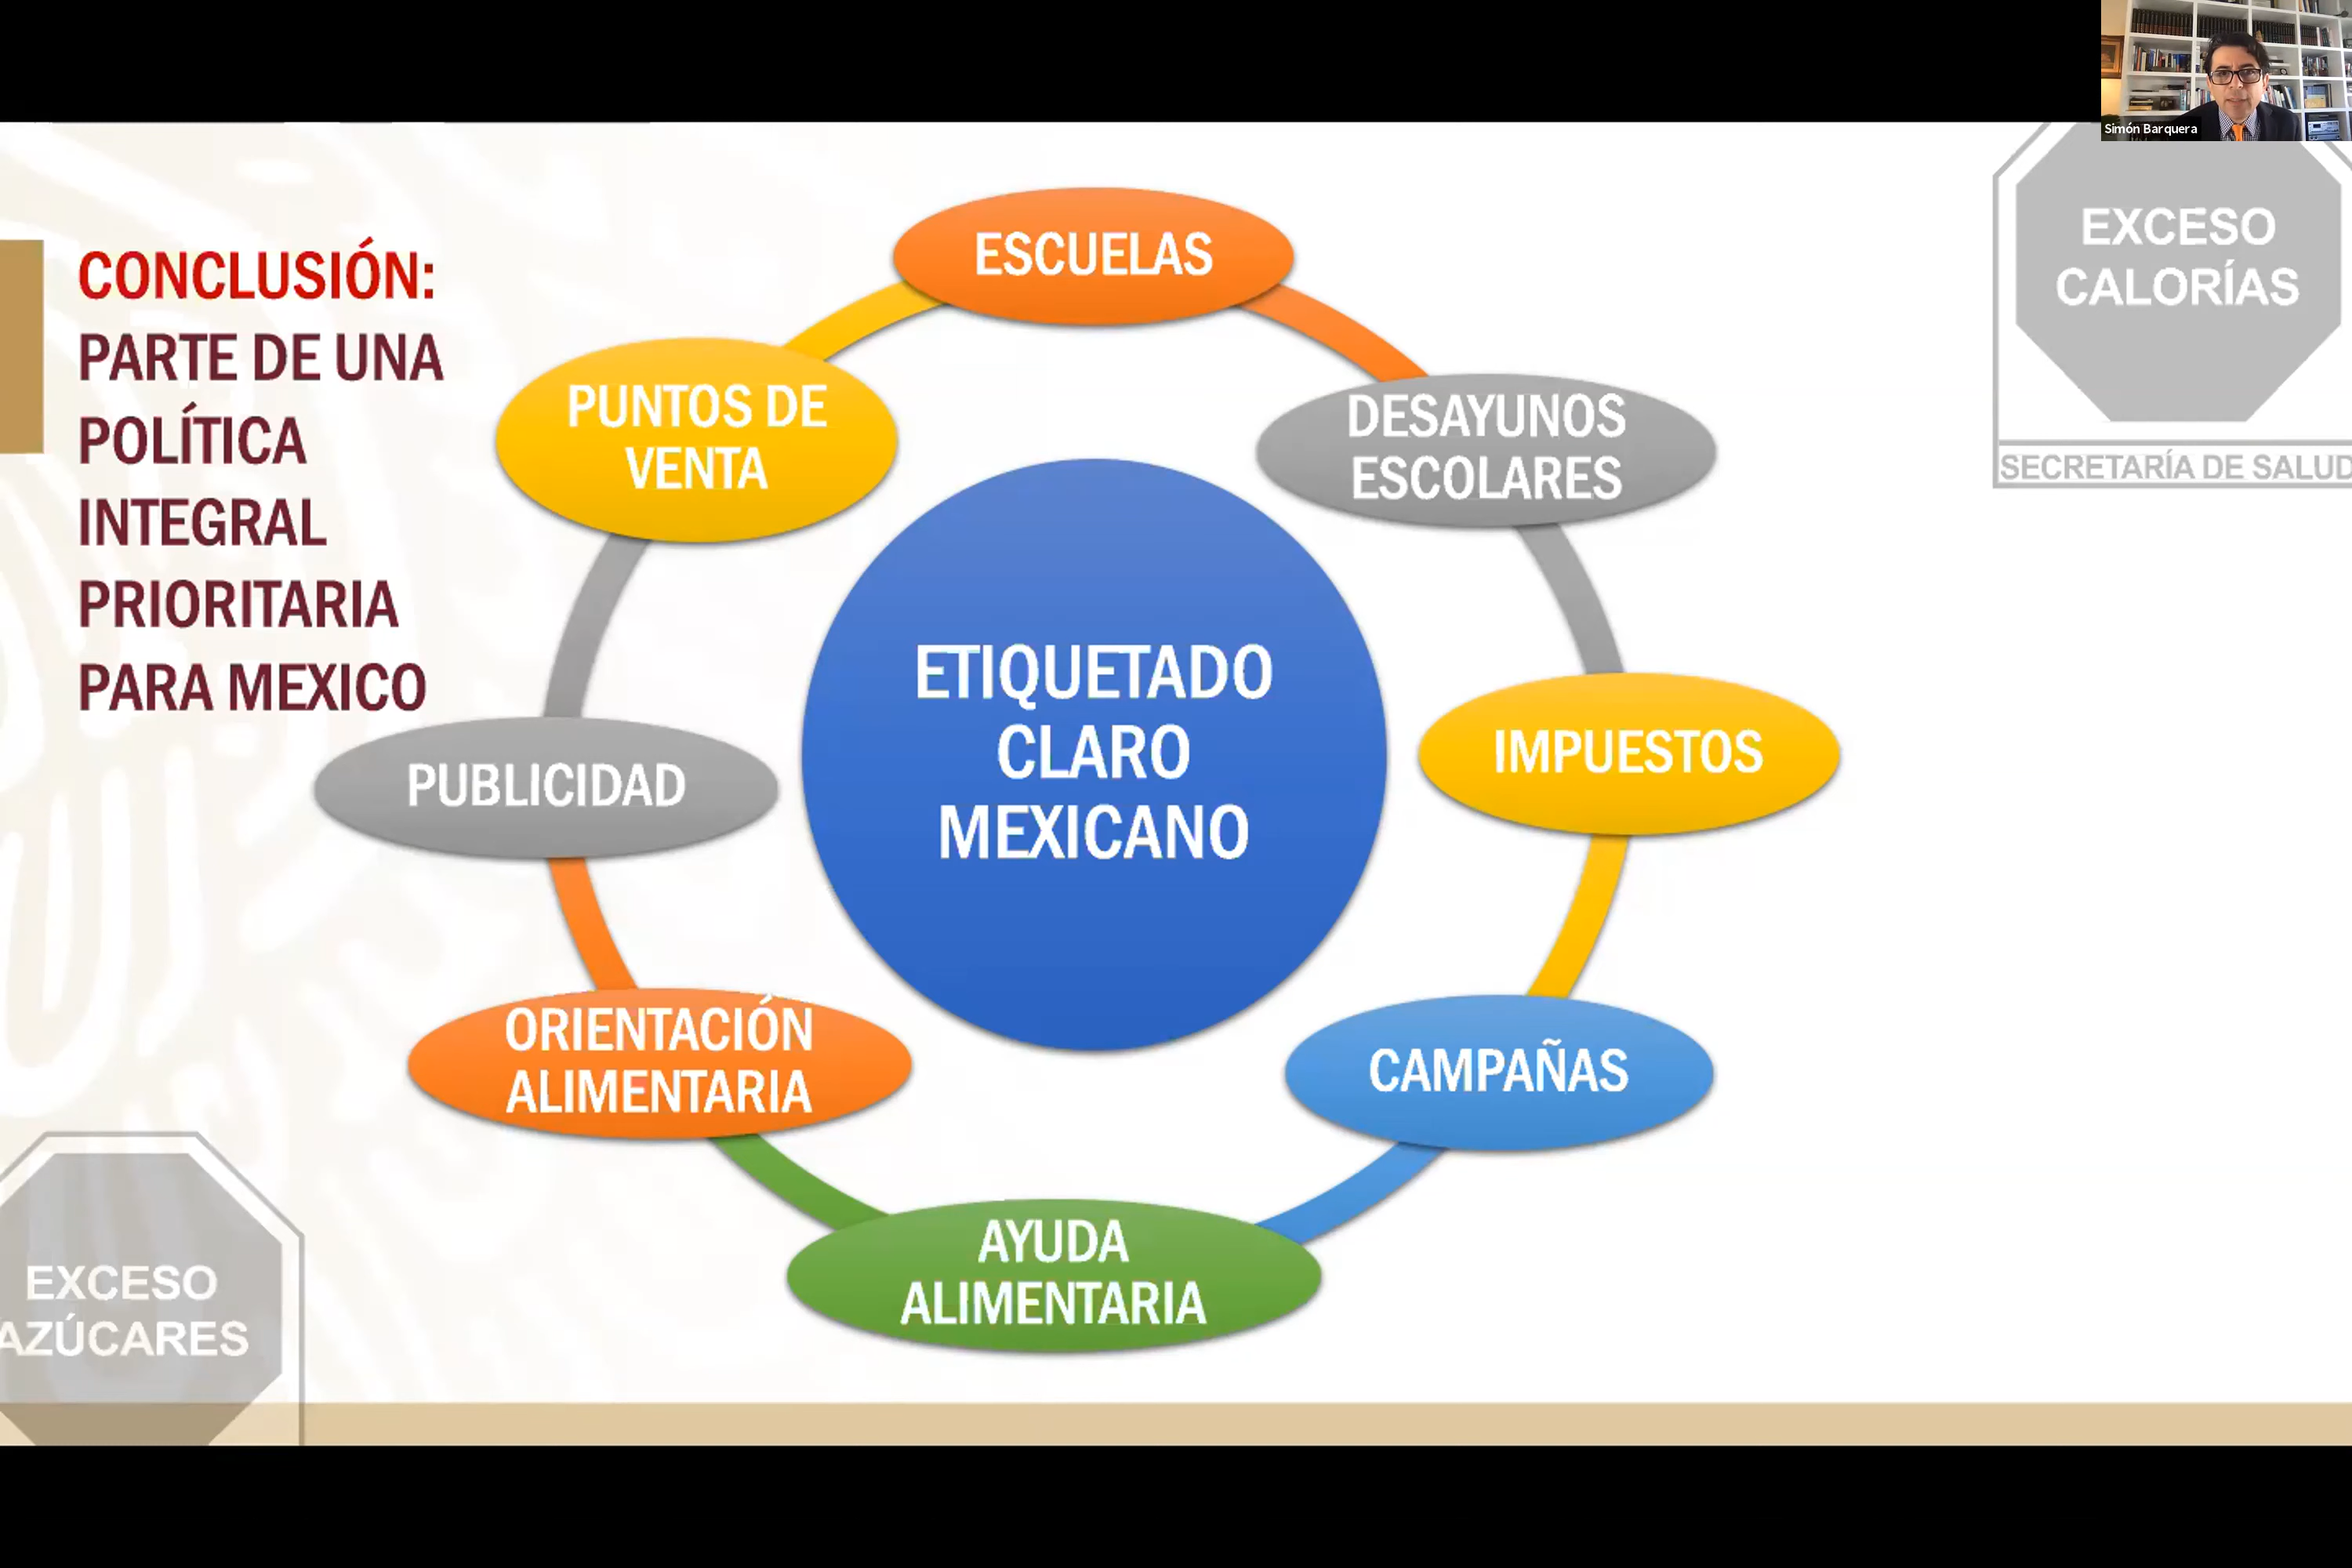 Simón Barquera
CONCLUSIÓN:
PARTE DE UNA
POLÍTICA
INTEGRAL
PRIORITARIA
PARA MEXICO
ESCUELAS
DESAYUNOS
ESCOLARES
IMPUESTOS
CAMPAÑAS
AYUDA
ALIMENTARIA
ORIENTACIÓN
ALIMENTARIA
PUBLICIDAD
PUNTOS DE
VENTA
ETIQUETADO
CLARO
MEXICANO
EXCESO
CALORÍAS
SECRETARÍA DE SALUD
EXCESO
AZÚCARES